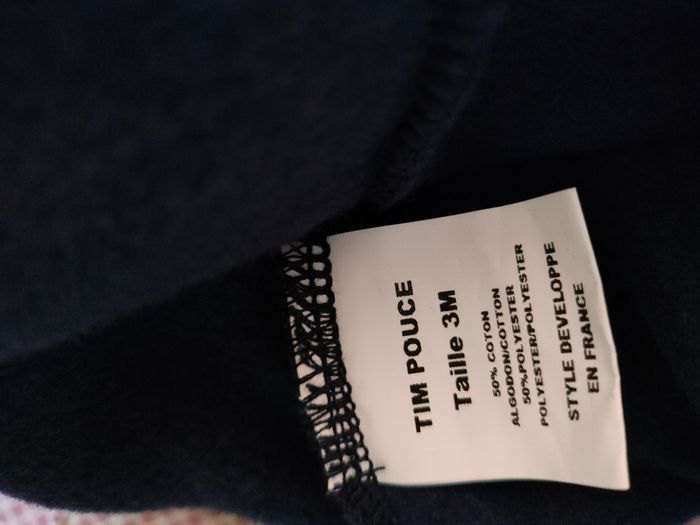 TIM POUCE
Taille 3M
50% COTON
ALGODON/COTTON
50%POLYESTER
POLYESTER/POLYESTER
STYLE DEVELOPPE
EN FRANCE